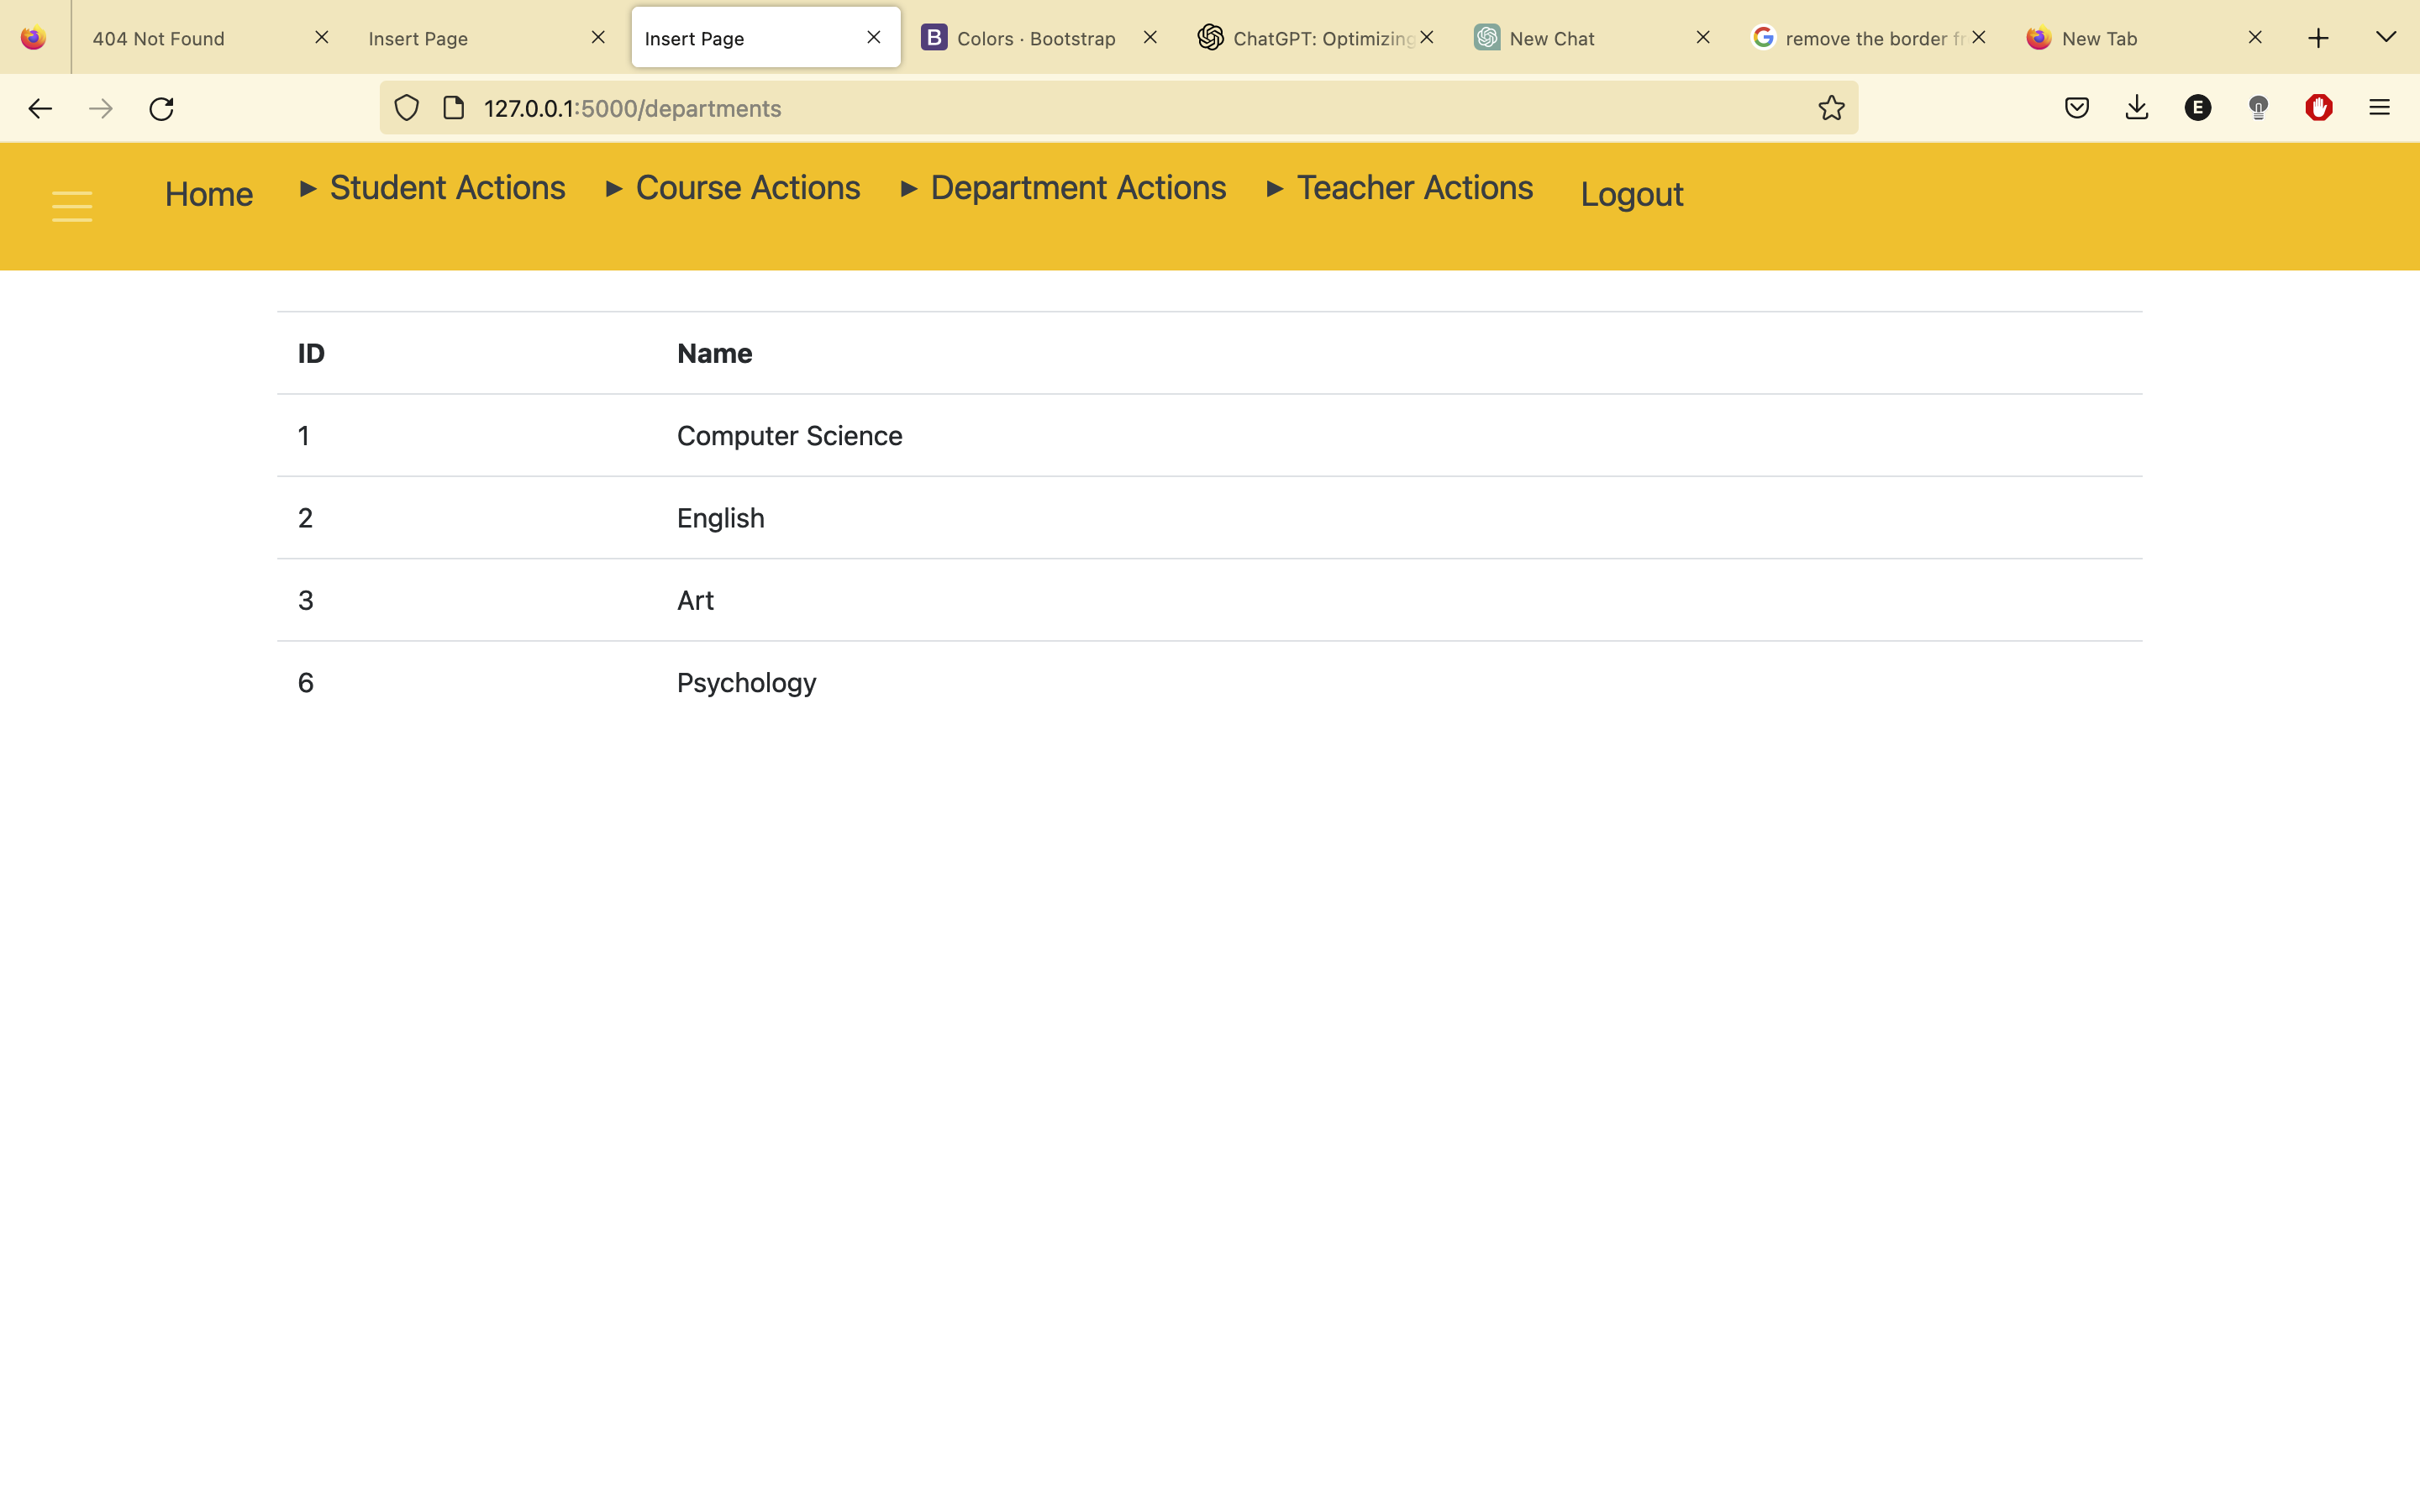 404 Not Found
Insert Page
Insert Page
B Colors · Bootstrap
ChatGPT: Optimizing
New Chat
G remove the border fr
New Tab
127.0.0.1:5000/departments
E
Home ▶ Student Actions ▶ Course Actions ▶ Department Actions ▶ Teacher Actions Logout
ID Name
1 Computer Science
2 English
3 Art
6 Psychology